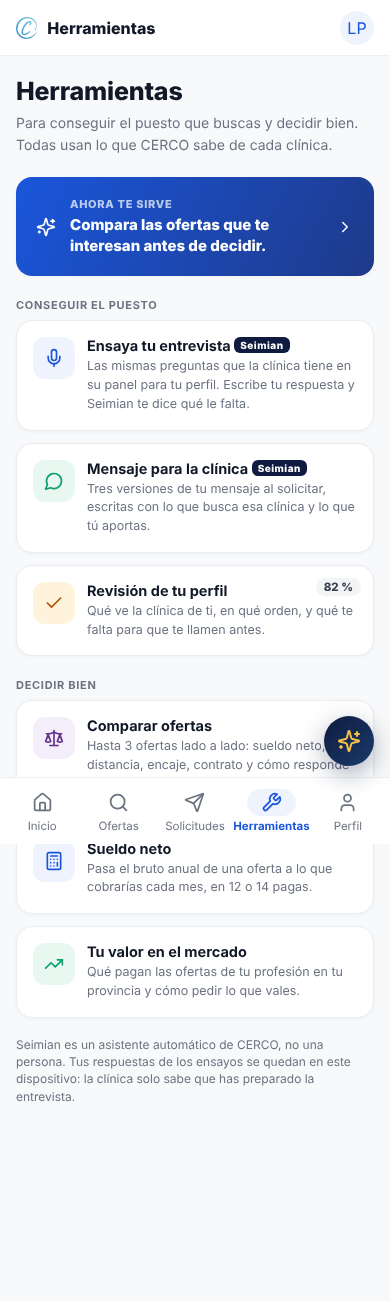 Herramientas
LP
Herramientas
Para conseguir el puesto que buscas y decidir bien.
Todas usan lo que CERCO sabe de cada clínica.
AHORA TE SIRVE
Compara las ofertas que te
interesan antes de decidir.
CONSEGUIR EL PUESTO
Ensaya tu entrevista Seimian
Las mismas preguntas que la clínica tiene en
su panel para tu perfil. Escribe tu respuesta y
Seimian te dice qué le falta.
Mensaje para la clínica Seimian
Tres versiones de tu mensaje al solicitar,
escritas con lo que busca esa clínica y lo que
tú aportas.
Revisión de tu perfil 82 %
Qué ve la clínica de ti, en qué orden, y qué te
falta para que te llamen antes.
DECIDIR BIEN
Comparar ofertas
Hasta 3 ofertas lado a lado: sueldo neto,
distancia, encaje, contrato y cómo responde
Inicio Ofertas Solicitudes Herramientas Perfil
Sueldo neto
Pasa el bruto anual de una oferta a lo que
cobrarías cada mes, en 12 o 14 pagas.
Tu valor en el mercado
Qué pagan las ofertas de tu profesión en tu
provincia y cómo pedir lo que vales.
Seimian es un asistente automático de CERCO, no una
persona. Tus respuestas de los ensayos se quedan en este
dispositivo: la clínica solo sabe que has preparado la
entrevista.